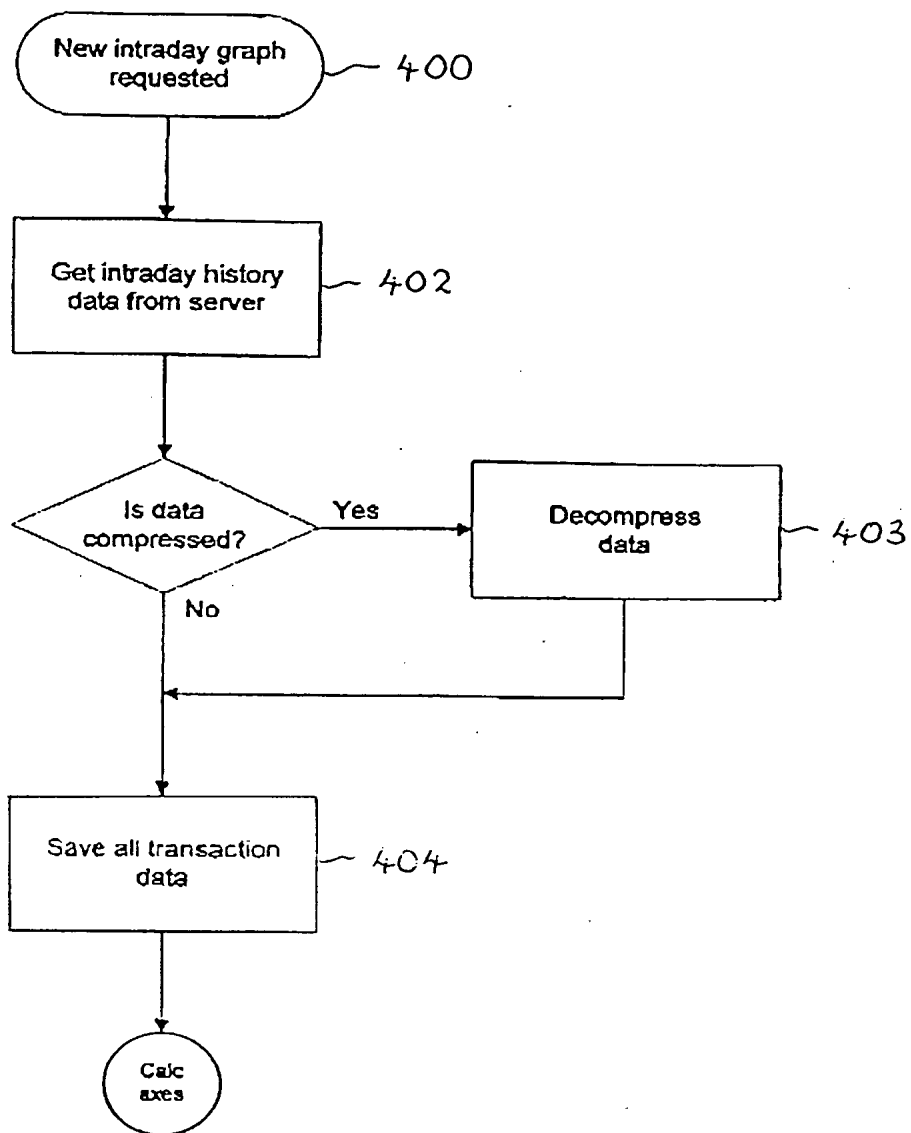 New intraday graph
requested
400
Get intraday history
data from server
402
Is data
compressed?
Yes
No
Decompress
data
403
Save all transaction
data
404
Calc
axes